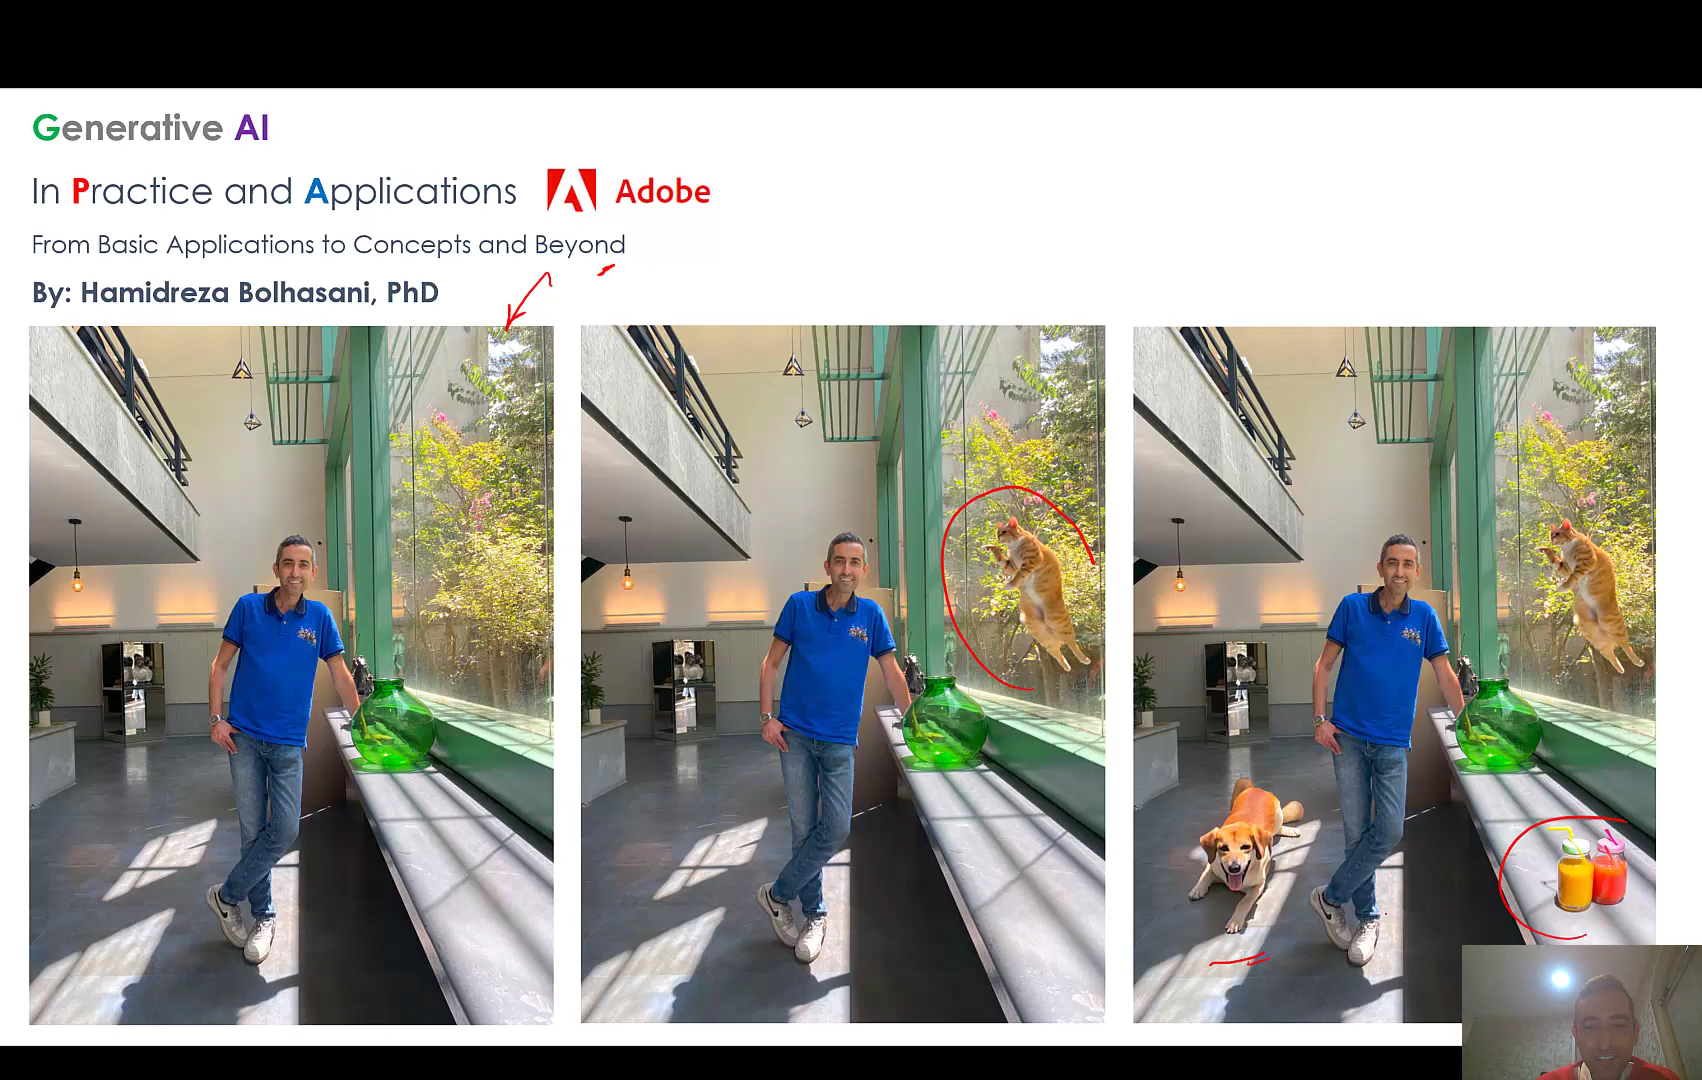 Generative AI
In Practice and Applications
Adobe
From Basic Applications to Concepts and Beyond
By: Hamidreza Bolhasani, PhD